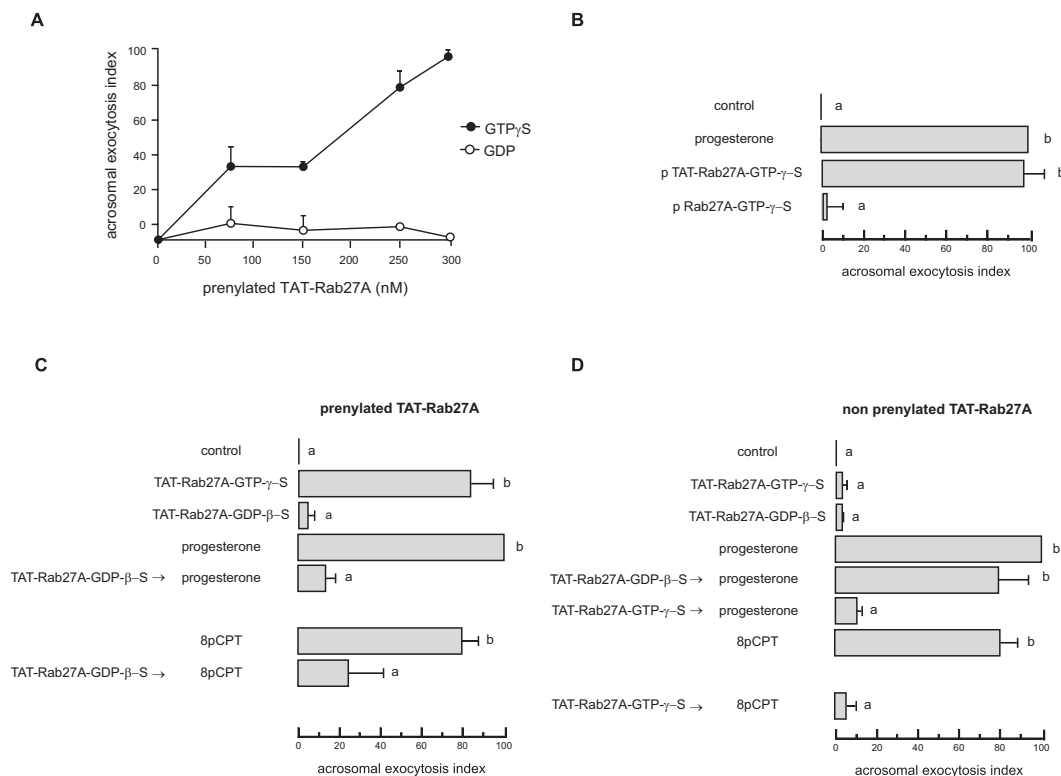 A
acrosomal exocytosis index
100
80
60
40
20
0
0 50 100 150 200 250 300
prenylated TAT-Rab27A (nM)
GTPγS
GDP
B
control a
progesterone b
p TAT-Rab27A-GTP-γ–S b
p Rab27A-GTP-γ–S a
0 20 40 60 80 100
acrosomal exocytosis index
C
prenylated TAT-Rab27A
control a
TAT-Rab27A-GTP-γ–S b
TAT-Rab27A-GDP-β–S a
progesterone b
TAT-Rab27A-GDP-β–S → progesterone a
8pCPT b
TAT-Rab27A-GDP-β–S → 8pCPT a
0 20 40 60 80 100
acrosomal exocytosis index
D
non prenylated TAT-Rab27A
control a
TAT-Rab27A-GTP-γ–S a
TAT-Rab27A-GDP-β–S a
progesterone b
TAT-Rab27A-GDP-β–S → progesterone b
TAT-Rab27A-GTP-γ–S → progesterone a
8pCPT b
TAT-Rab27A-GTP-γ–S → 8pCPT a
0 20 40 60 80 100
acrosomal exocytosis index